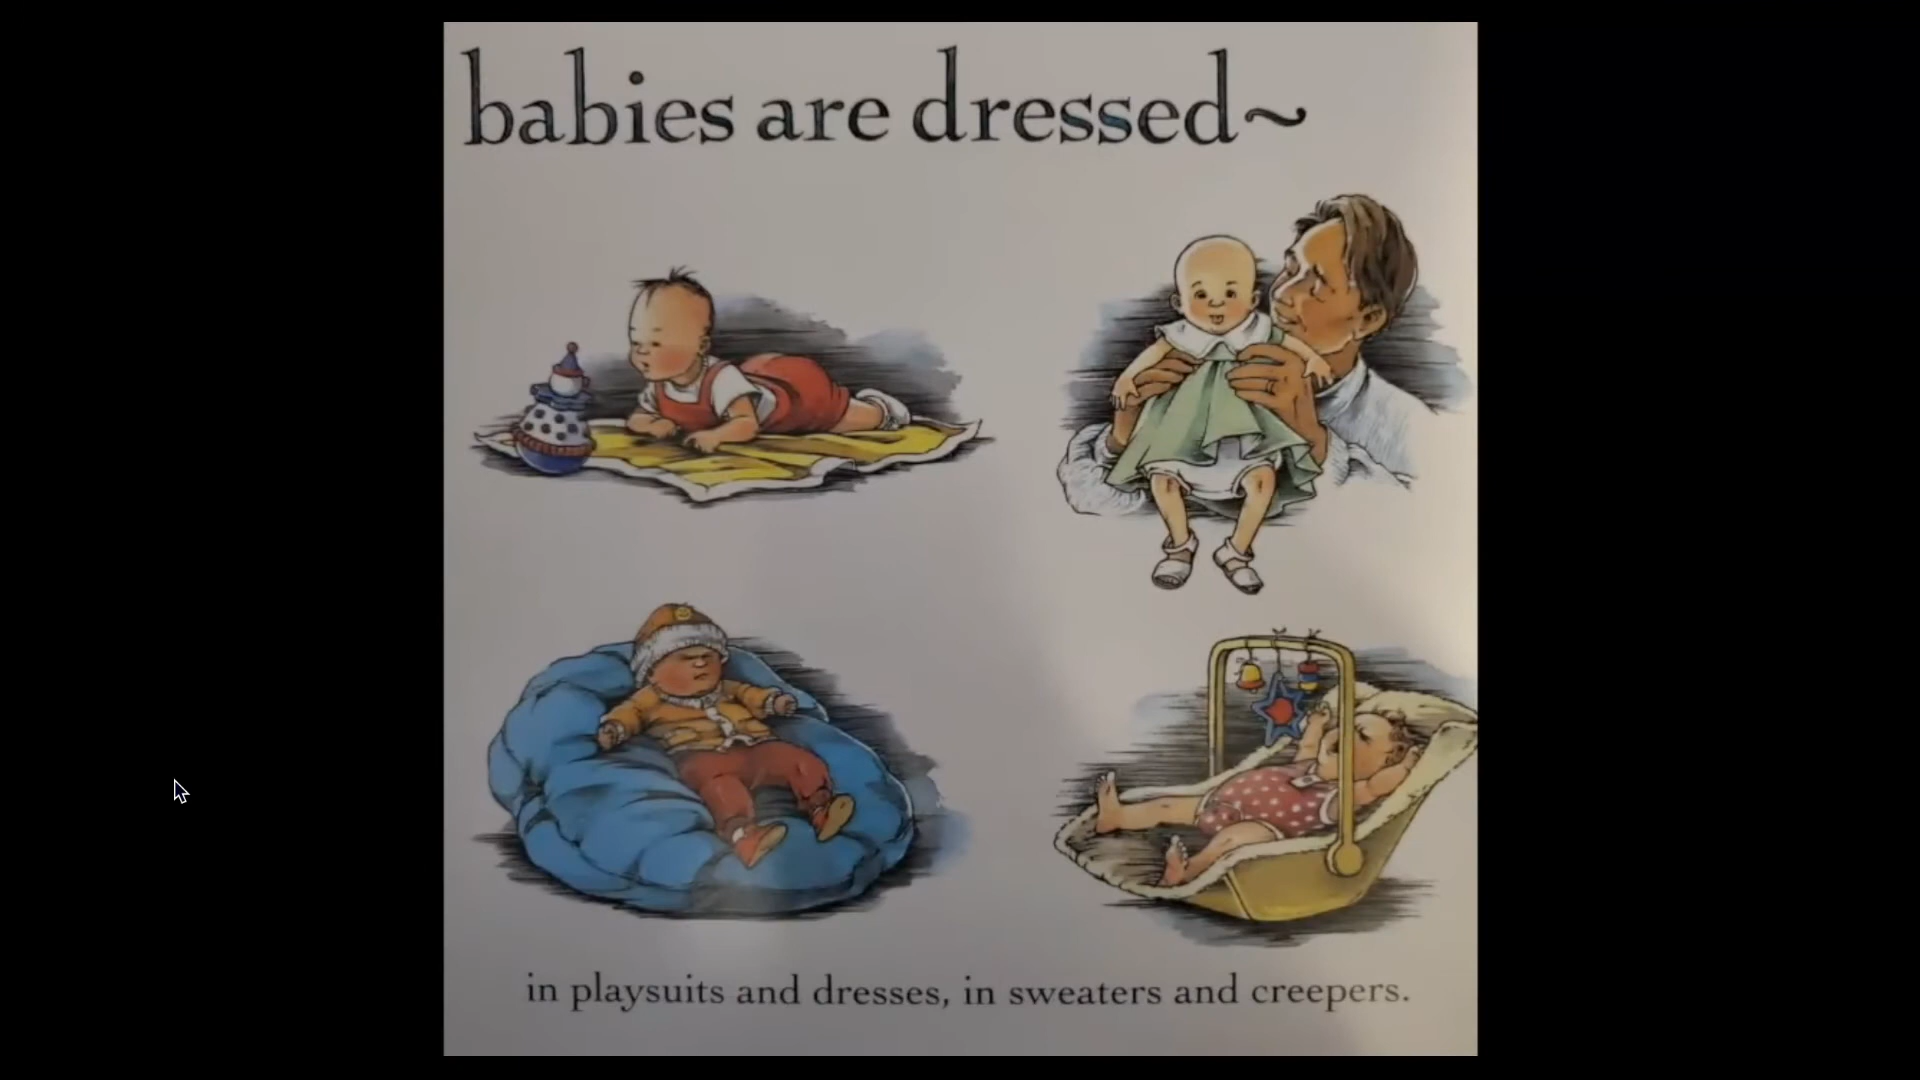 babies are dressed~
in playsuits and dresses, in sweaters and creepers.